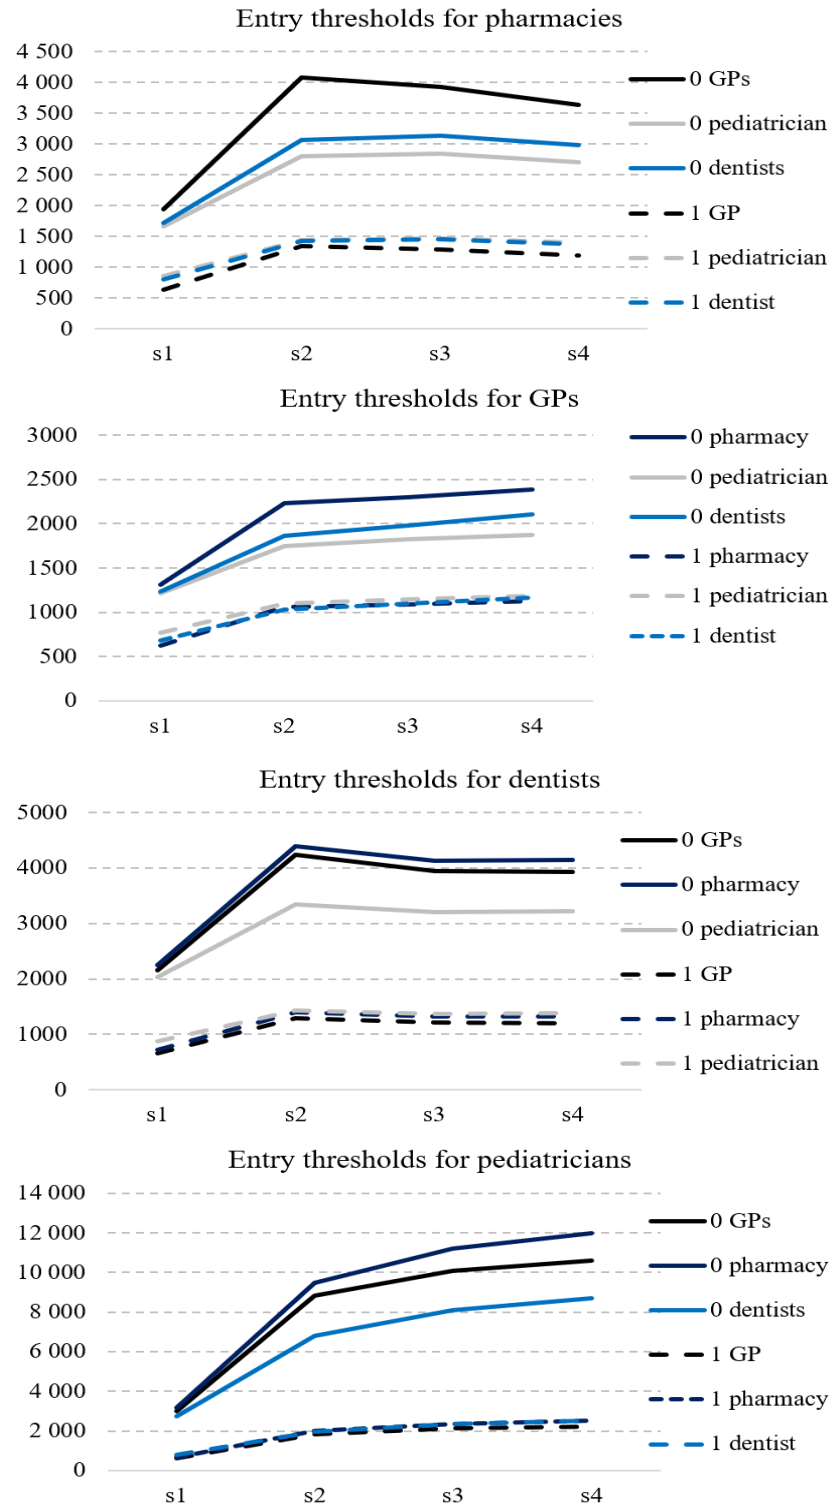 Entry thresholds for pharmacies
4 500
4 000
3 500
3 000
2 500
2 000
1 500
1 000
500
0
s1 s2 s3 s4
0 GPs
0 pediatrician
0 dentists
1 GP
1 pediatrician
1 dentist
Entry thresholds for GPs
3000
2500
2000
1500
1000
500
0
s1 s2 s3 s4
0 pharmacy
0 pediatrician
0 dentists
1 pharmacy
1 pediatrician
1 dentist
Entry thresholds for dentists
5000
4000
3000
2000
1000
0
s1 s2 s3 s4
0 GPs
0 pharmacy
0 pediatrician
1 GP
1 pharmacy
1 pediatrician
Entry thresholds for pediatricians
14 000
12 000
10 000
8 000
6 000
4 000
2 000
0
s1 s2 s3 s4
0 GPs
0 pharmacy
0 dentists
1 GP
1 pharmacy
1 dentist